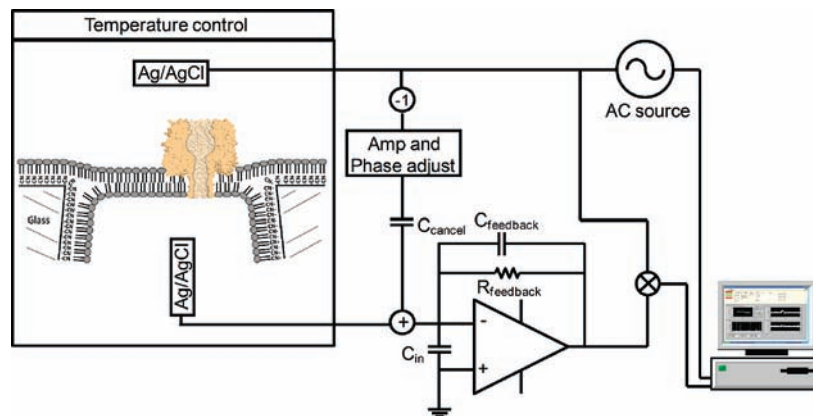 Temperature control
Ag/AgCl
AC source
-1
Amp and
Phase adjust
C_cancel
C_feedback
R_feedback
Glass
Ag/AgCl
+
-
C_in
+